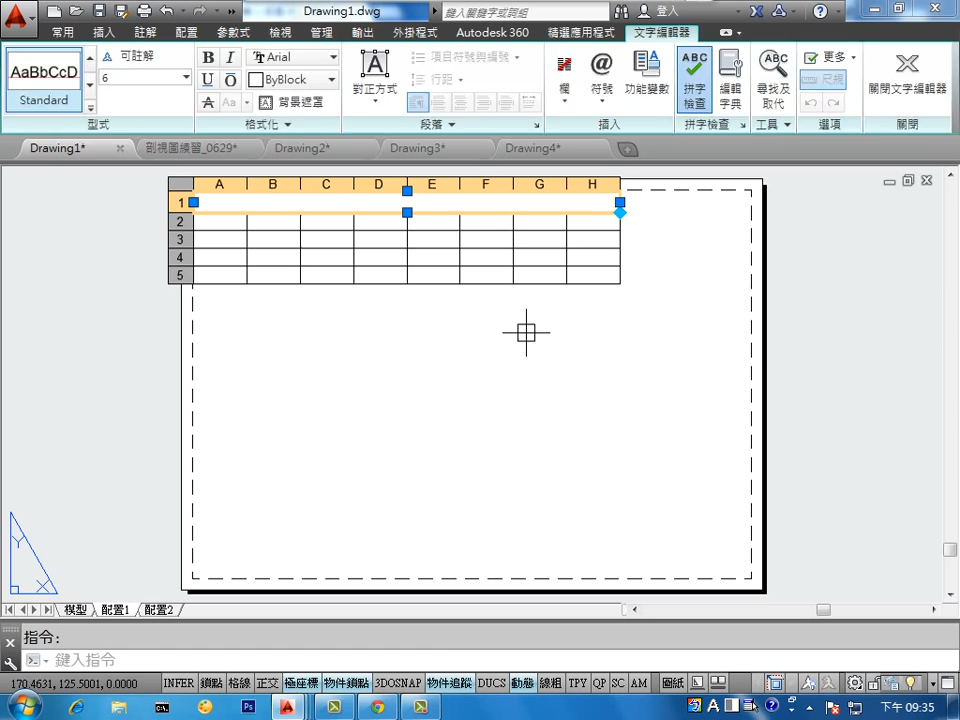 Drawing1.dwg
鍵入關鍵字或詞組
登入
常用 插入 註解 配置 參數式 檢視 管理 輸出 外掛程式 Autodesk 360 精選應用程式 文字編輯器
AaBbCcD
Standard
可註解
6
型式
B I Arial
U O ByBlock
A Aa 背景遮罩
格式化
對正方式
項目符號與編號
行距
段落
欄
符號
功能變數
插入
ABC
拼字檢查
編輯字典
拼字檢查
ABC
尋找及取代
工具
更多
尺規
選項
關閉文字編輯器
關閉
Drawing1*
剖視圖練習_0629*
Drawing2*
Drawing3*
Drawing4*
A B C D E F G H
1
2
3
4
5
Y
X
模型 配置1 配置2
指令:
鍵入指令
170.4631, 125.5001, 0.0000
INFER 鎖點 格線 正交 極座標 物件鎖點 3DOSNAP 物件追蹤 DUCS 動態 線粗 TPY QP SC AM 圖紙
下午 09:35